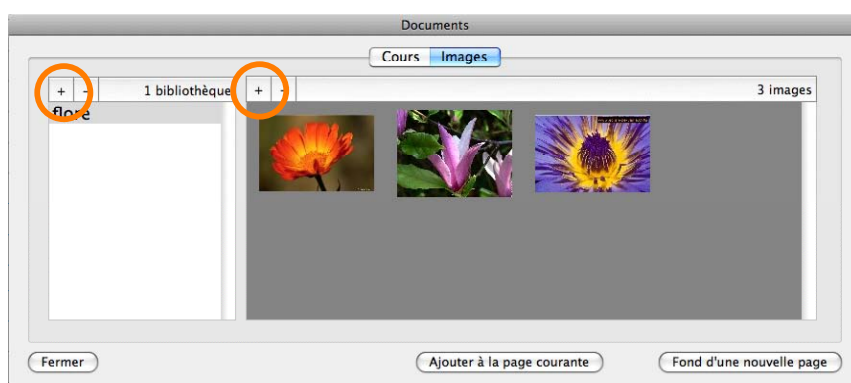 Documents
Cours Images
+ - 1 bibliothèque + - 3 images
flore
Fermer Ajouter à la page courante Fond d'une nouvelle page